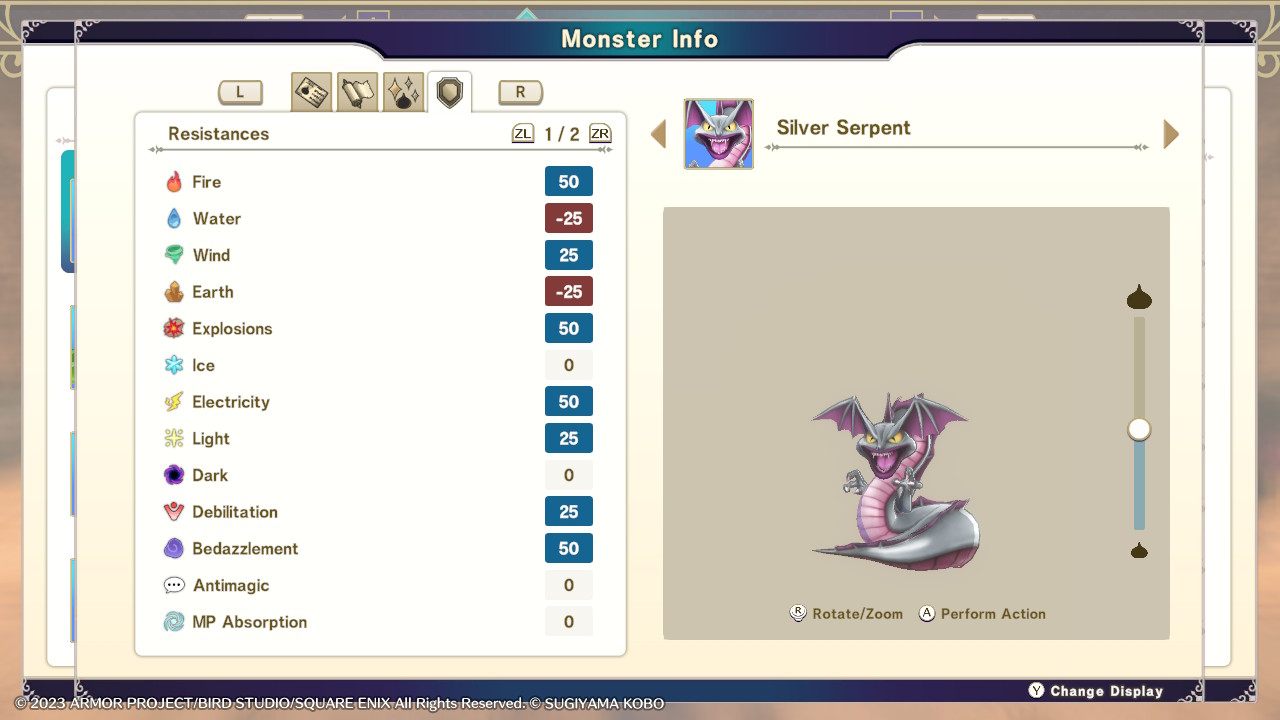 Monster Info
L
R
Resistances
ZL 1 / 2 ZR
Fire 50
Water -25
Wind 25
Earth -25
Explosions 50
Ice 0
Electricity 50
Light 25
Dark 0
Debilitation 25
Bedazzlement 50
Antimagic 0
MP Absorption 0
Silver Serpent
R Rotate/Zoom A Perform Action
Y Change Display
© 2023 ARMOR PROJECT/BIRD STUDIO/SQUARE ENIX All Rights Reserved. © SUGIYAMA KOBO